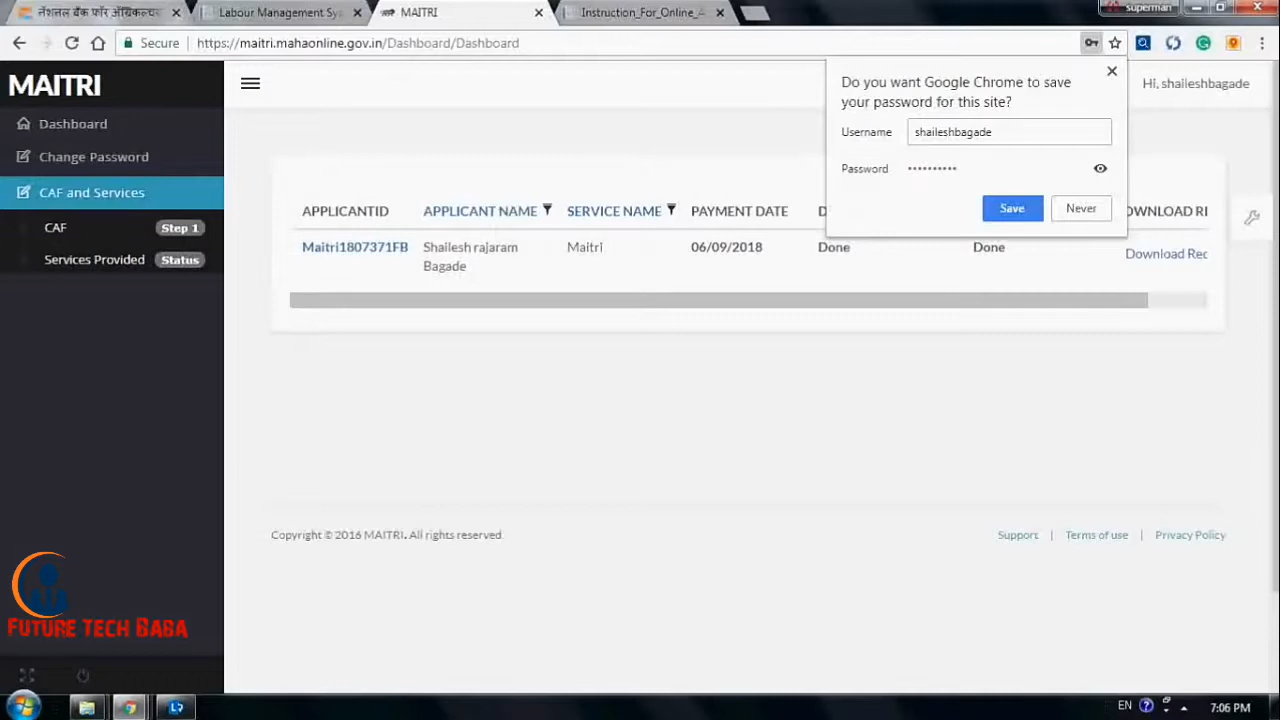 नॅशनल बँक फॉर अ‍ॅग्रिकल्चर
Labour Management Sys
MAITRI
Instruction_For_Online_A
superman
Secure
https://maitri.mahaonline.gov.in/Dashboard/Dashboard
MAITRI
Hi, shaileshbagade
Dashboard
Change Password
CAF and Services
CAF Step 1
Services Provided Status
Do you want Google Chrome to save
your password for this site?
Username shaileshbagade
Password ••••••••••
Save Never
APPLICANTID APPLICANT NAME SERVICE NAME PAYMENT DATE D OWNLOAD RI
Maitri1807371FB Shailesh rajaram Maitri 06/09/2018 Done Done Download Rec
Bagade
Copyright © 2016 MAITRI. All rights reserved.
Support | Terms of use | Privacy Policy
FUTURE TECH BABA
EN 7:06 PM